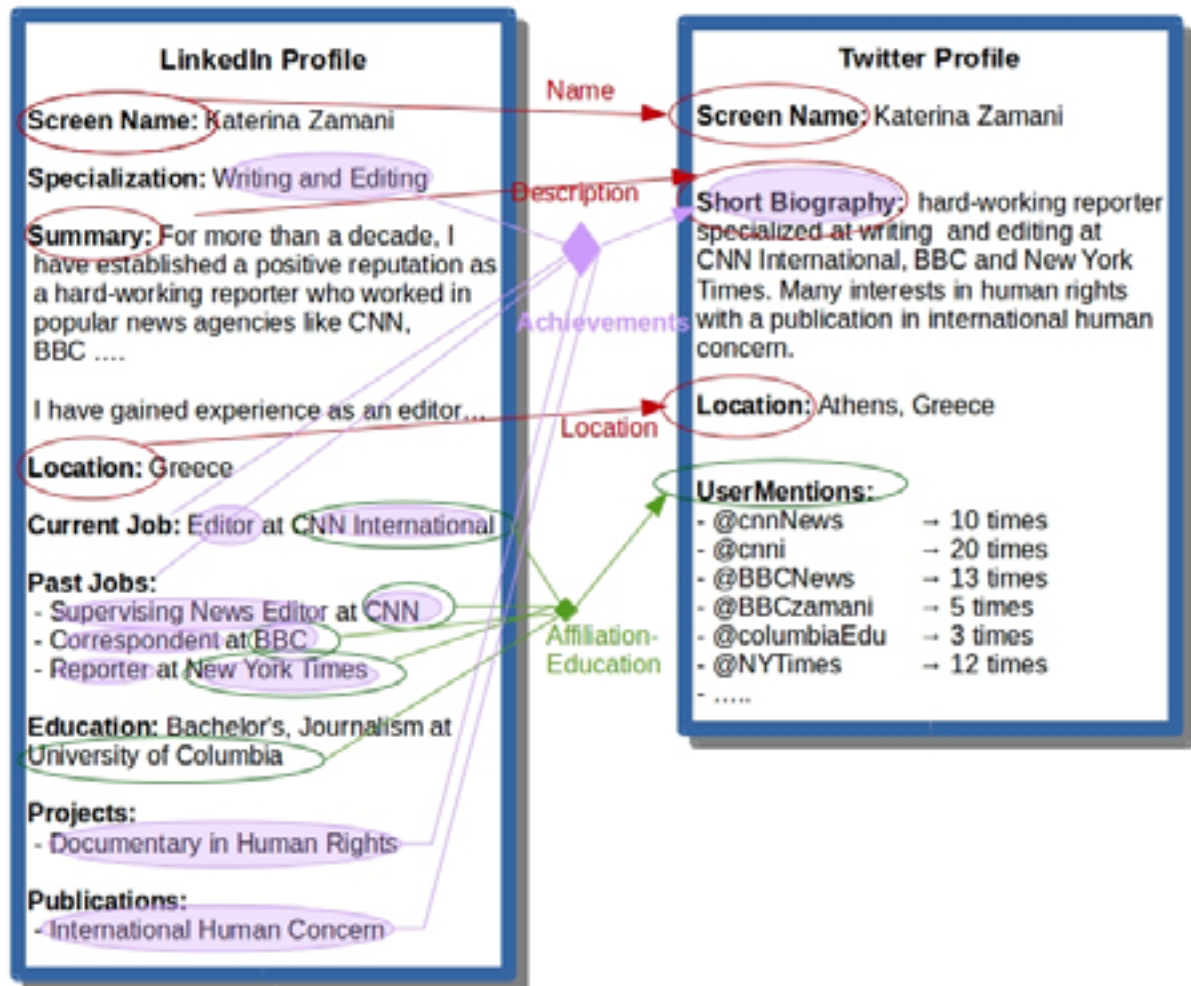 LinkedIn Profile
Screen Name: Katerina Zamani
Specialization: Writing and Editing
Summary: For more than a decade, I
have established a positive reputation as
a hard-working reporter who worked in
popular news agencies like CNN,
BBC ....
I have gained experience as an editor...
Location: Greece
Current Job: Editor at CNN International
Past Jobs:
- Supervising News Editor at CNN
- Correspondent at BBC
- Reporter at New York Times
Education: Bachelor's, Journalism at
University of Columbia
Projects:
- Documentary in Human Rights
Publications:
- International Human Concern
Name
Description
Achievements
Location
Affiliation-
Education
Twitter Profile
Screen Name: Katerina Zamani
Short Biography: hard-working reporter
specialized at writing and editing at
CNN International, BBC and New York
Times. Many interests in human rights
with a publication in international human
concern.
Location: Athens, Greece
UserMentions:
- @cnnNews → 10 times
- @cnni → 20 times
- @BBCNews → 13 times
- @BBCzamani → 5 times
- @columbiaEdu → 3 times
- @NYTimes → 12 times
- .....